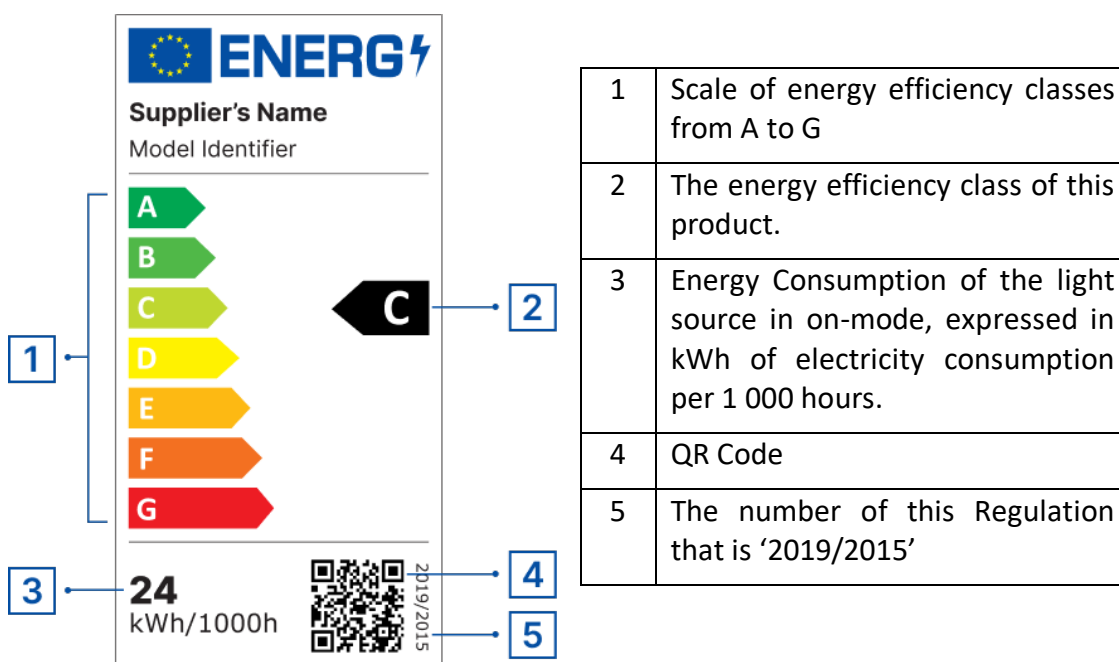 ENERG
Supplier's Name
Model Identifier
A
B
C
D
E
F
G
C
24
kWh/1000h
2019/2015
1
2
3
4
5
1 Scale of energy efficiency classes
from A to G
2 The energy efficiency class of this
product.
3 Energy Consumption of the light
source in on-mode, expressed in
kWh of electricity consumption
per 1 000 hours.
4 QR Code
5 The number of this Regulation
that is ‘2019/2015’